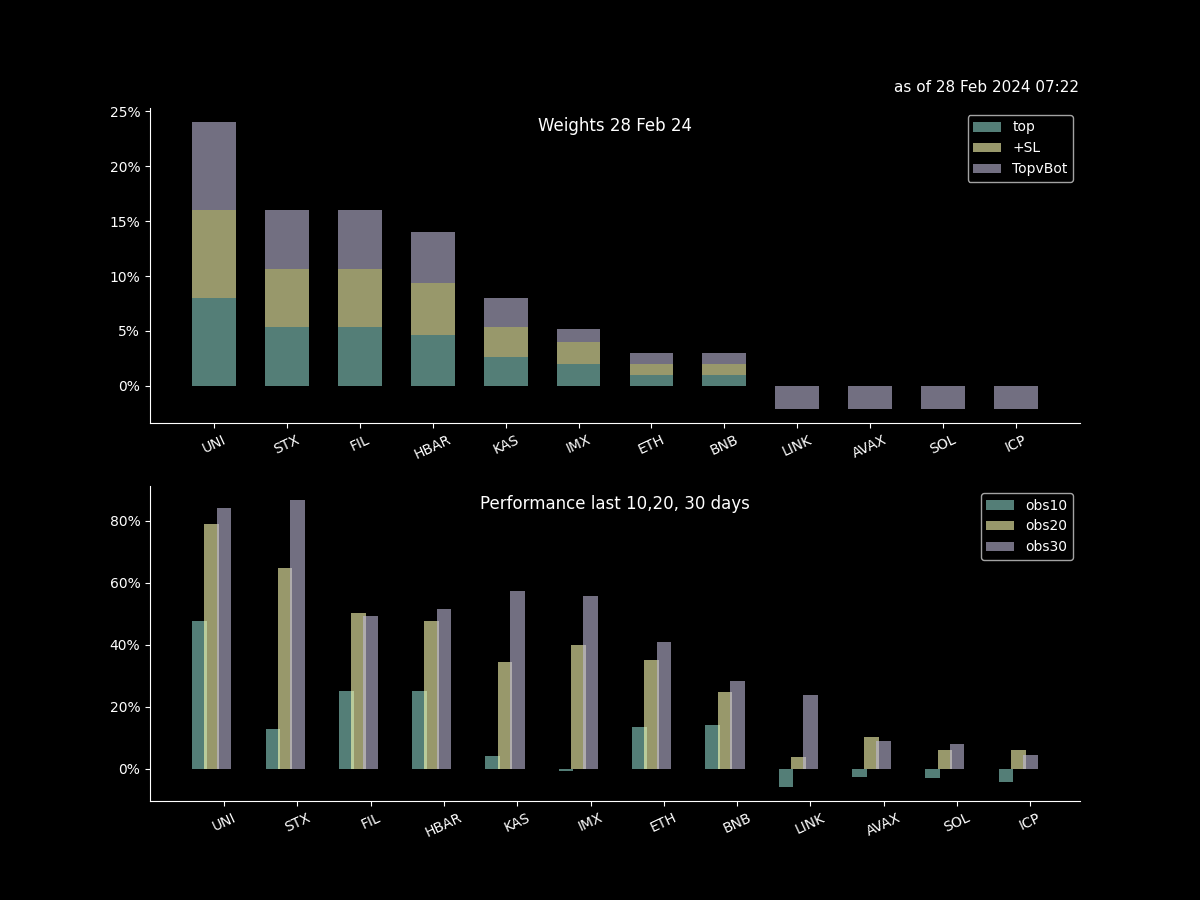 as of 28 Feb 2024 07:22
Weights 28 Feb 24
top
+SL
TopvBot
25%
20%
15%
10%
5%
0%
UNI STX FIL HBAR KAS IMX ETH BNB LINK AVAX SOL ICP
Performance last 10,20, 30 days
obs10
obs20
obs30
80%
60%
40%
20%
0%
UNI STX FIL HBAR KAS IMX ETH BNB LINK AVAX SOL ICP